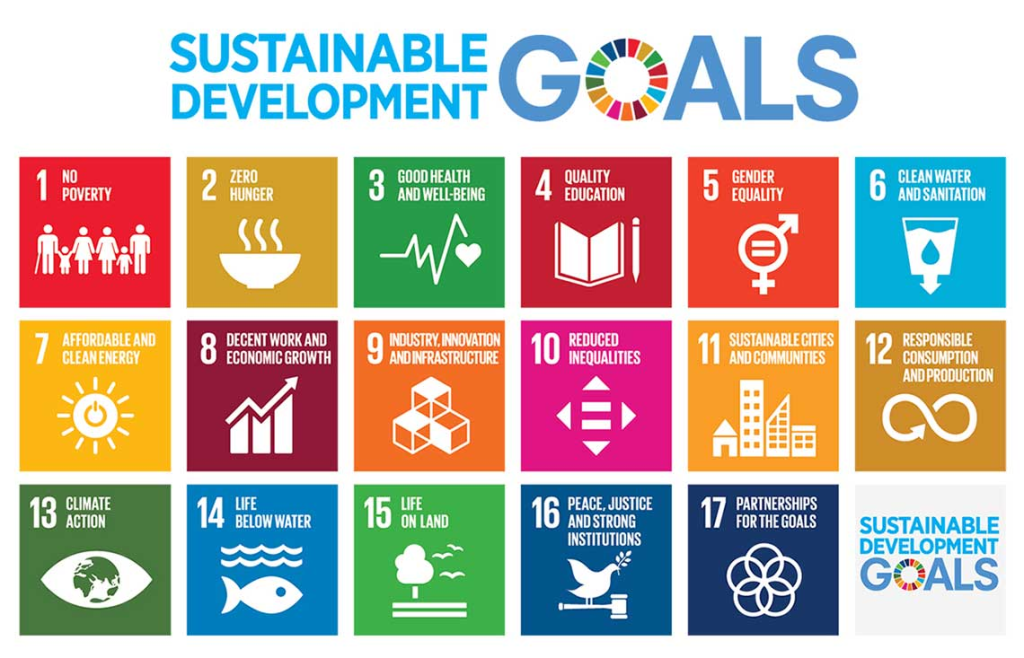 SUSTAINABLE
DEVELOPMENT
GOALS
1 NO
POVERTY
2 ZERO
HUNGER
3 GOOD HEALTH
AND WELL-BEING
4 QUALITY
EDUCATION
5 GENDER
EQUALITY
6 CLEAN WATER
AND SANITATION
7 AFFORDABLE AND
CLEAN ENERGY
8 DECENT WORK AND
ECONOMIC GROWTH
9 INDUSTRY, INNOVATION
AND INFRASTRUCTURE
10 REDUCED
INEQUALITIES
11 SUSTAINABLE CITIES
AND COMMUNITIES
12 RESPONSIBLE
CONSUMPTION
AND PRODUCTION
13 CLIMATE
ACTION
14 LIFE
BELOW WATER
15 LIFE
ON LAND
16 PEACE, JUSTICE
AND STRONG
INSTITUTIONS
17 PARTNERSHIPS
FOR THE GOALS
SUSTAINABLE
DEVELOPMENT
GOALS